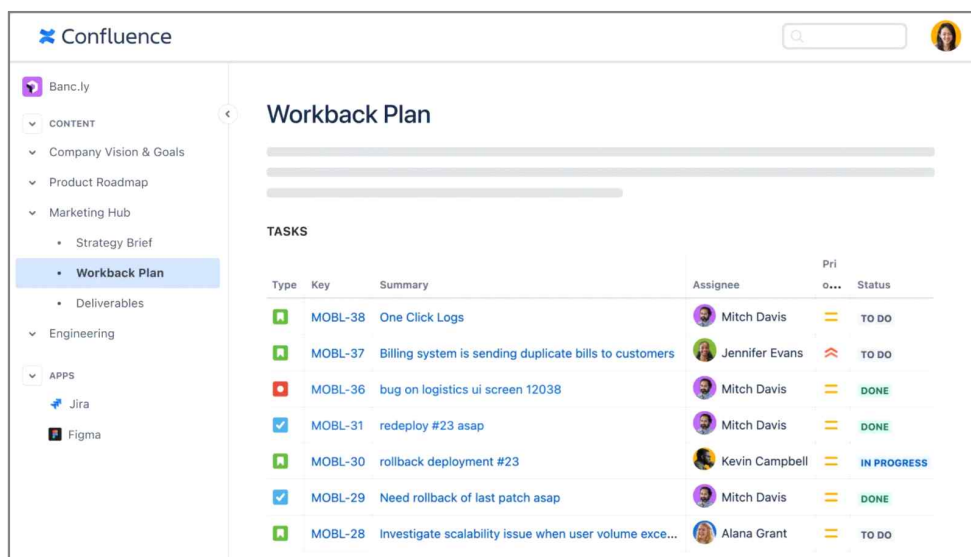 Confluence
Banc.ly
CONTENT
Company Vision & Goals
Product Roadmap
Marketing Hub
• Strategy Brief
• Workback Plan
• Deliverables
Engineering
APPS
Jira
Figma
Workback Plan
TASKS
Type Key Summary Assignee Prio... Status
MOBL-38 One Click Logs Mitch Davis TO DO
MOBL-37 Billing system is sending duplicate bills to customers Jennifer Evans TO DO
MOBL-36 bug on logistics ui screen 12038 Mitch Davis DONE
MOBL-31 redeploy #23 asap Mitch Davis DONE
MOBL-30 rollback deployment #23 Kevin Campbell IN PROGRESS
MOBL-29 Need rollback of last patch asap Mitch Davis DONE
MOBL-28 Investigate scalability issue when user volume exce... Alana Grant TO DO